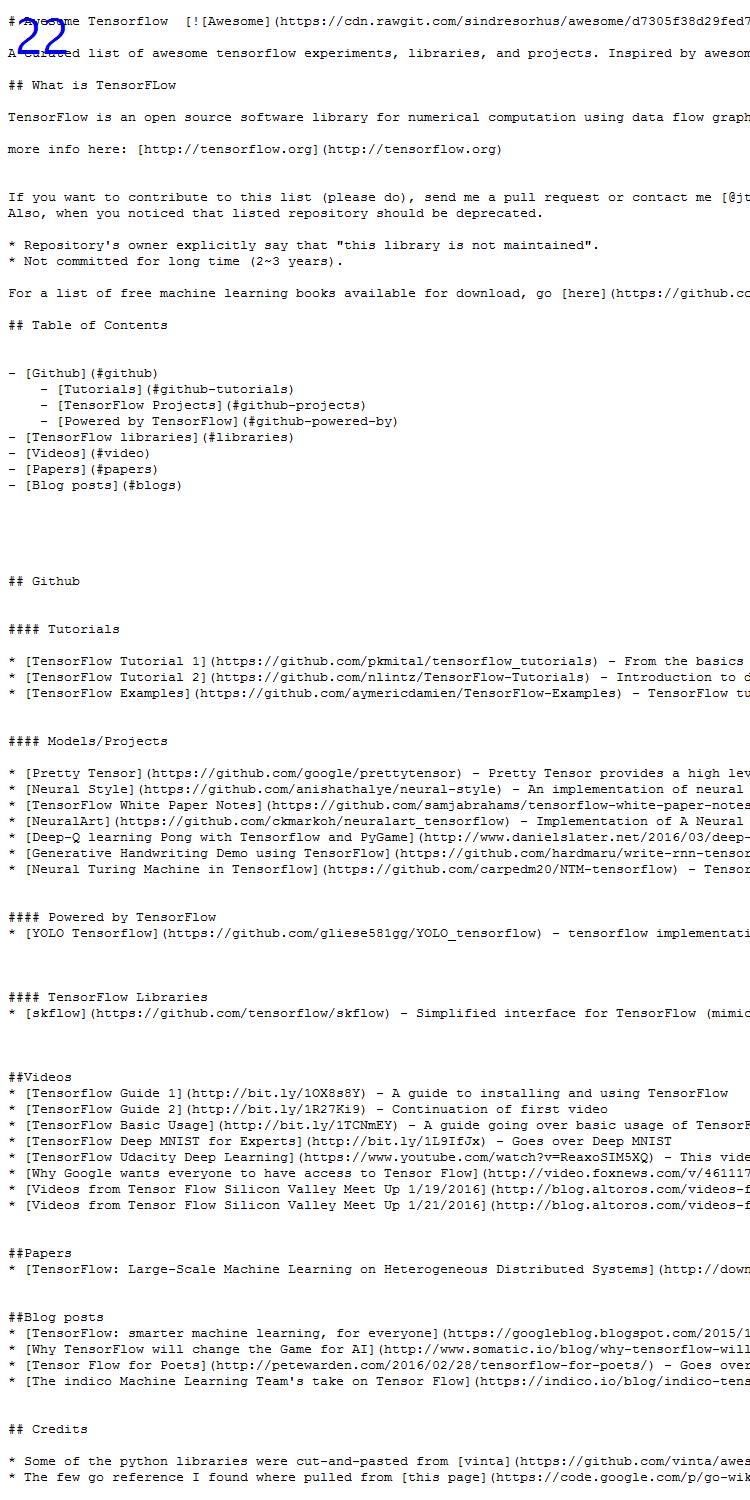 22
# Awesome Tensorflow  [![Awesome](https://cdn.rawgit.com/sindresorhus/awesome/d7305f38d29fed7
A curated list of awesome tensorflow experiments, libraries, and projects. Inspired by awesom
## What is TensorFLow
TensorFlow is an open source software library for numerical computation using data flow graph
more info here: [http://tensorflow.org](http://tensorflow.org)
If you want to contribute to this list (please do), send me a pull request or contact me [@jt
Also, when you noticed that listed repository should be deprecated.
* Repository's owner explicitly say that "this library is not maintained".
* Not committed for long time (2~3 years).
For a list of free machine learning books available for download, go [here](https://github.co
## Table of Contents
- [Github](#github)
    - [Tutorials](#github-tutorials)
    - [TensorFlow Projects](#github-projects)
    - [Powered by TensorFlow](#github-powered-by)
- [TensorFlow libraries](#libraries)
- [Videos](#video)
- [Papers](#papers)
- [Blog posts](#blogs)
## Github
#### Tutorials
* [TensorFlow Tutorial 1](https://github.com/pkmital/tensorflow_tutorials) - From the basics
* [TensorFlow Tutorial 2](https://github.com/nlintz/TensorFlow-Tutorials) - Introduction to d
* [TensorFlow Examples](https://github.com/aymericdamien/TensorFlow-Examples) - TensorFlow tu
#### Models/Projects
* [Pretty Tensor](https://github.com/google/prettytensor) - Pretty Tensor provides a high lev
* [Neural Style](https://github.com/anishathalye/neural-style) - An implementation of neural
* [TensorFlow White Paper Notes](https://github.com/samjabrahams/tensorflow-white-paper-notes
* [NeuralArt](https://github.com/ckmarkoh/neuralart_tensorflow) - Implementation of A Neural
* [Deep-Q learning Pong with Tensorflow and PyGame](http://www.danielslater.net/2016/03/deep-
* [Generative Handwriting Demo using TensorFlow](https://github.com/hardmaru/write-rnn-tensor
* [Neural Turing Machine in Tensorflow](https://github.com/carpedm20/NTM-tensorflow) - Tensor
#### Powered by TensorFlow
* [YOLO Tensorflow](https://github.com/gliese581gg/YOLO_tensorflow) - tensorflow implementati
#### TensorFlow Libraries
* [skflow](https://github.com/tensorflow/skflow) - Simplified interface for TensorFlow (mimic
##Videos
* [Tensorflow Guide 1](http://bit.ly/1OX8s8Y) - A guide to installing and using TensorFlow
* [TensorFlow Guide 2](http://bit.ly/1R27Ki9) - Continuation of first video
* [TensorFlow Basic Usage](http://bit.ly/1TCNmEY) - A guide going over basic usage of TensorF
* [TensorFlow Deep MNIST for Experts](http://bit.ly/1L9IfJx) - Goes over Deep MNIST
* [TensorFlow Udacity Deep Learning](https://www.youtube.com/watch?v=ReaxoSIM5XQ) - This vide
* [Why Google wants everyone to have access to Tensor Flow](http://video.foxnews.com/v/461117
* [Videos from Tensor Flow Silicon Valley Meet Up 1/19/2016](http://blog.altoros.com/videos-f
* [Videos from Tensor Flow Silicon Valley Meet Up 1/21/2016](http://blog.altoros.com/videos-f
##Papers
* [TensorFlow: Large-Scale Machine Learning on Heterogeneous Distributed Systems](http://down
##Blog posts
* [TensorFlow: smarter machine learning, for everyone](https://googleblog.blogspot.com/2015/1
* [Why TensorFlow will change the Game for AI](http://www.somatic.io/blog/why-tensorflow-will
* [Tensor Flow for Poets](http://petewarden.com/2016/02/28/tensorflow-for-poets/) - Goes over
* [The indico Machine Learning Team's take on Tensor Flow](https://indico.io/blog/indico-tens
## Credits
* Some of the python libraries were cut-and-pasted from [vinta](https://github.com/vinta/awes
* The few go reference I found where pulled from [this page](https://code.google.com/p/go-wik